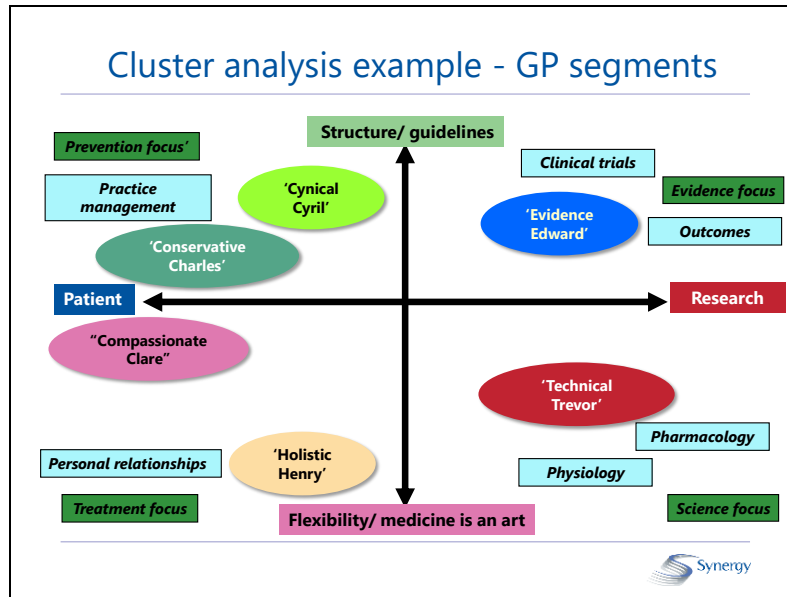 Cluster analysis example - GP segments
Structure/ guidelines
Prevention focus’
Practice
management
‘Cynical
Cyril’
Clinical trials
Evidence focus
‘Evidence
Edward’
Outcomes
‘Conservative
Charles’
Patient
Research
“Compassionate
Clare”
‘Technical
Trevor’
Pharmacology
Personal relationships
‘Holistic
Henry’
Physiology
Treatment focus
Flexibility/ medicine is an art
Science focus
Synergy